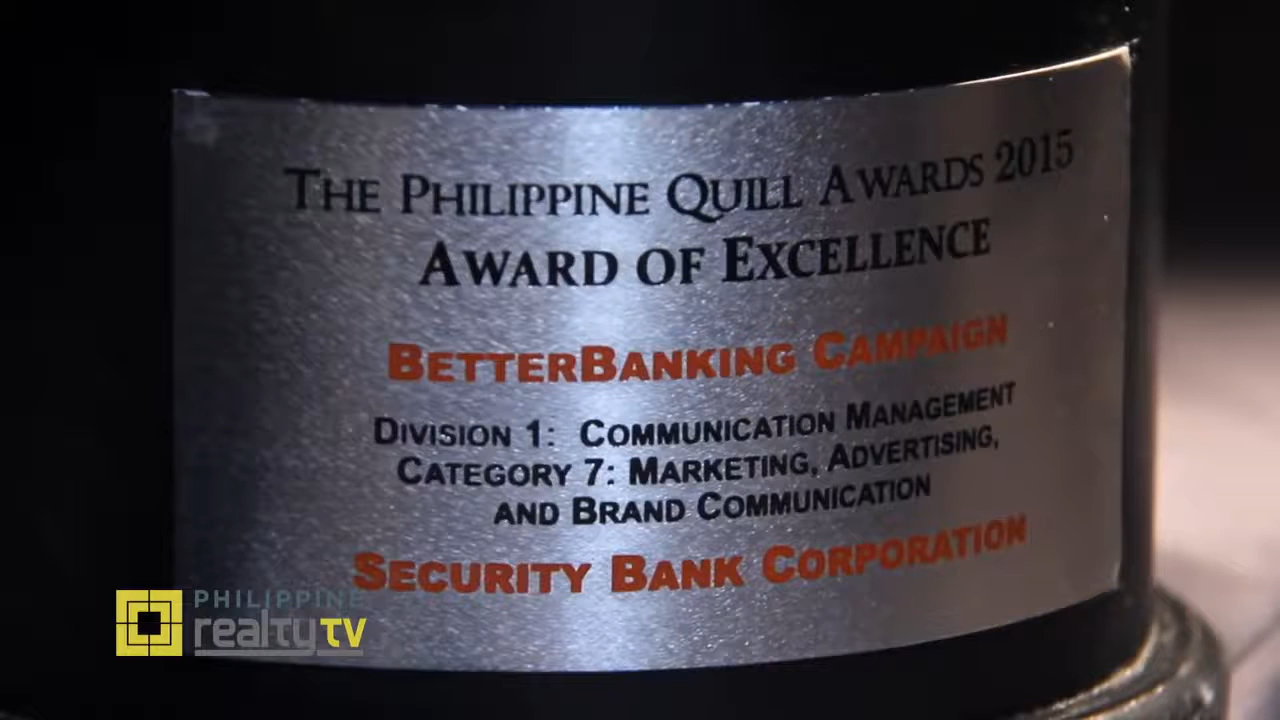 THE PHILIPPINE QUILL AWARDS 2015
AWARD OF EXCELLENCE
BETTERBANKING CAMPAIGN
DIVISION 1: COMMUNICATION MANAGEMENT
CATEGORY 7: MARKETING, ADVERTISING,
AND BRAND COMMUNICATION
SECURITY BANK CORPORATION
PHILIPPINE
realtyTV